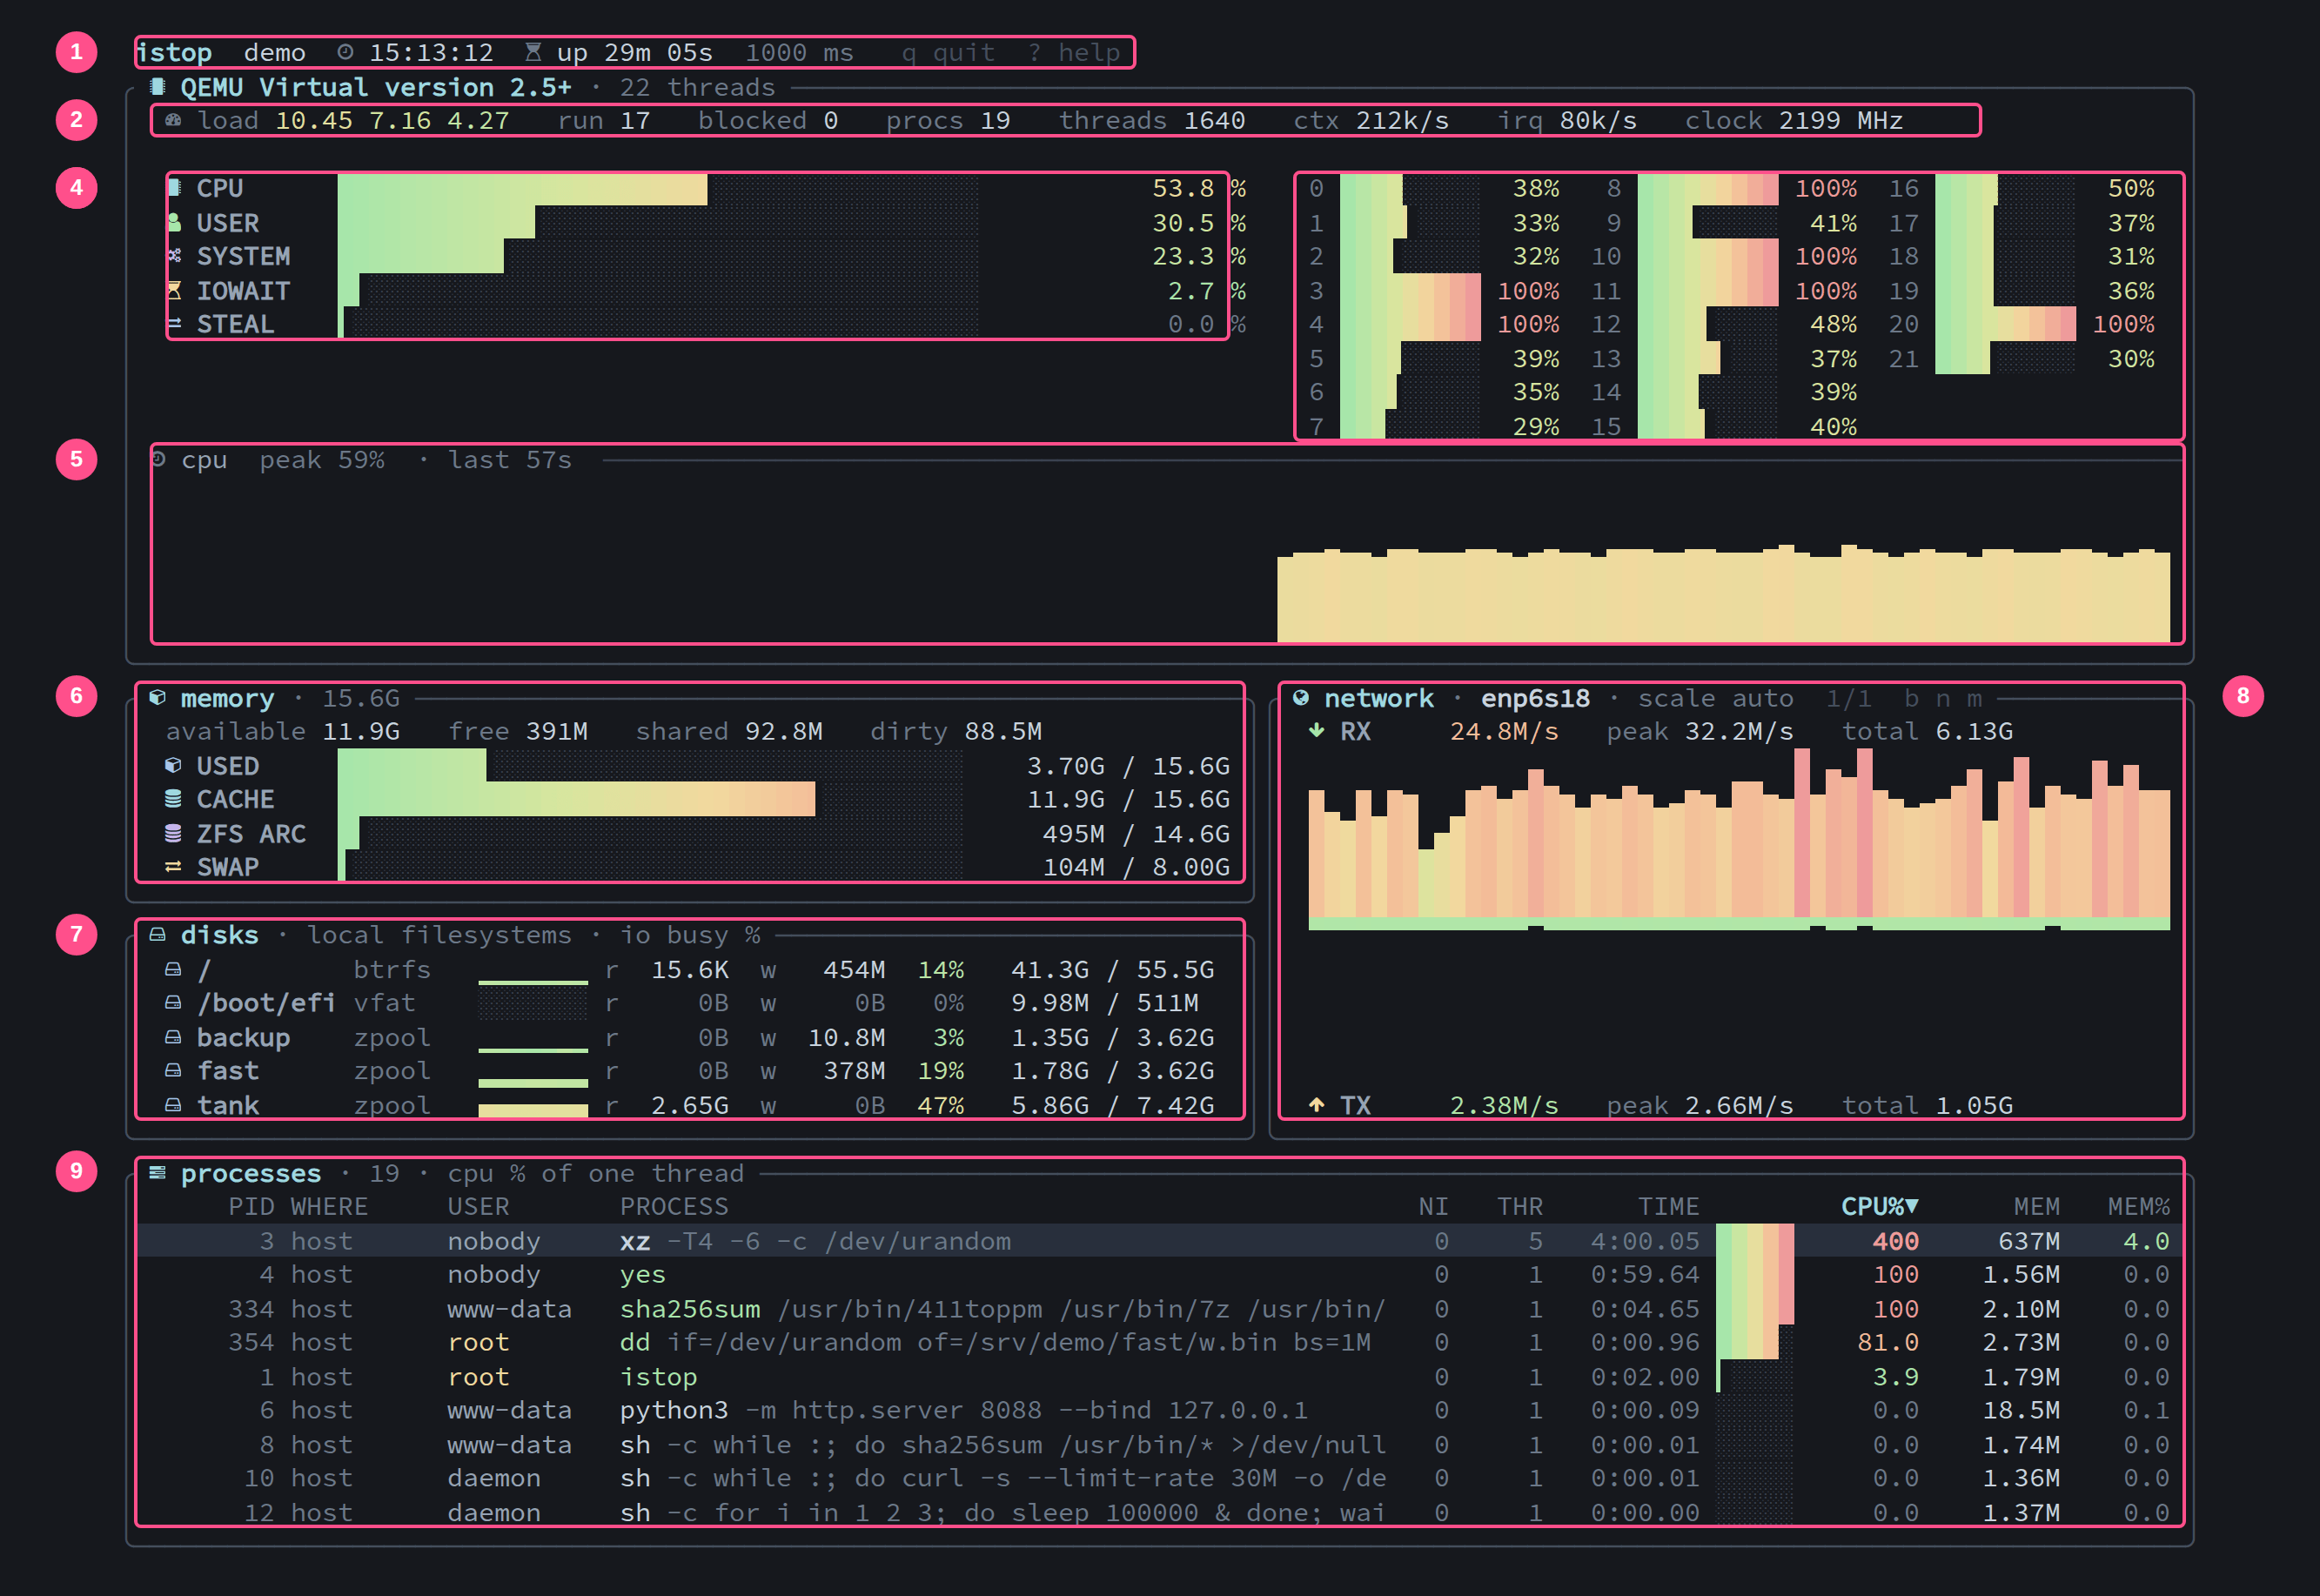 1 istop demo 15:13:12 up 29m 05s 1000 ms q quit ? help
QEMU Virtual version 2.5+ · 22 threads
2 load 10.45 7.16 4.27 run 17 blocked 0 procs 19 threads 1640 ctx 212k/s irq 80k/s clock 2199 MHz
4 CPU 53.8 % 0 38% 8 100% 16 50%
USER 30.5 % 1 33% 9 41% 17 37%
SYSTEM 23.3 % 2 32% 10 100% 18 31%
IOWAIT 2.7 % 3 100% 11 100% 19 36%
STEAL 0.0 % 4 100% 12 48% 20 100%
5 39% 13 37% 21 30%
6 35% 14 39%
7 29% 15 40%
5 cpu peak 59% · last 57s
6 memory · 15.6G
available 11.9G free 391M shared 92.8M dirty 88.5M
USED 3.70G / 15.6G
CACHE 11.9G / 15.6G
ZFS ARC 495M / 14.6G
SWAP 104M / 8.00G
8 network · enp6s18 · scale auto 1/1 b n m
RX 24.8M/s peak 32.2M/s total 6.13G
TX 2.38M/s peak 2.66M/s total 1.05G
7 disks · local filesystems · io busy %
/ btrfs r 15.6K w 454M 14% 41.3G / 55.5G
/boot/efi vfat r 0B w 0B 0% 9.98M / 511M
backup zpool r 0B w 10.8M 3% 1.35G / 3.62G
fast zpool r 0B w 378M 19% 1.78G / 3.62G
tank zpool r 2.65G w 0B 47% 5.86G / 7.42G
9 processes · 19 · cpu % of one thread
PID WHERE USER PROCESS NI THR TIME CPU%▼ MEM MEM%
3 host nobody xz -T4 -6 -c /dev/urandom 0 5 4:00.05 400 637M 4.0
4 host nobody yes 0 1 0:59.64 100 1.56M 0.0
334 host www-data sha256sum /usr/bin/411toppm /usr/bin/7z /usr/bin/ 0 1 0:04.65 100 2.10M 0.0
354 host root dd if=/dev/urandom of=/srv/demo/fast/w.bin bs=1M 0 1 0:00.96 81.0 2.73M 0.0
1 host root istop 0 1 0:02.00 3.9 1.79M 0.0
6 host www-data python3 -m http.server 8088 --bind 127.0.0.1 0 1 0:00.09 0.0 18.5M 0.1
8 host www-data sh -c while :; do sha256sum /usr/bin/* >/dev/null 0 1 0:00.01 0.0 1.74M 0.0
10 host daemon sh -c while :; do curl -s --limit-rate 30M -o /de 0 1 0:00.01 0.0 1.36M 0.0
12 host daemon sh -c for i in 1 2 3; do sleep 100000 & done; wai 0 1 0:00.00 0.0 1.37M 0.0